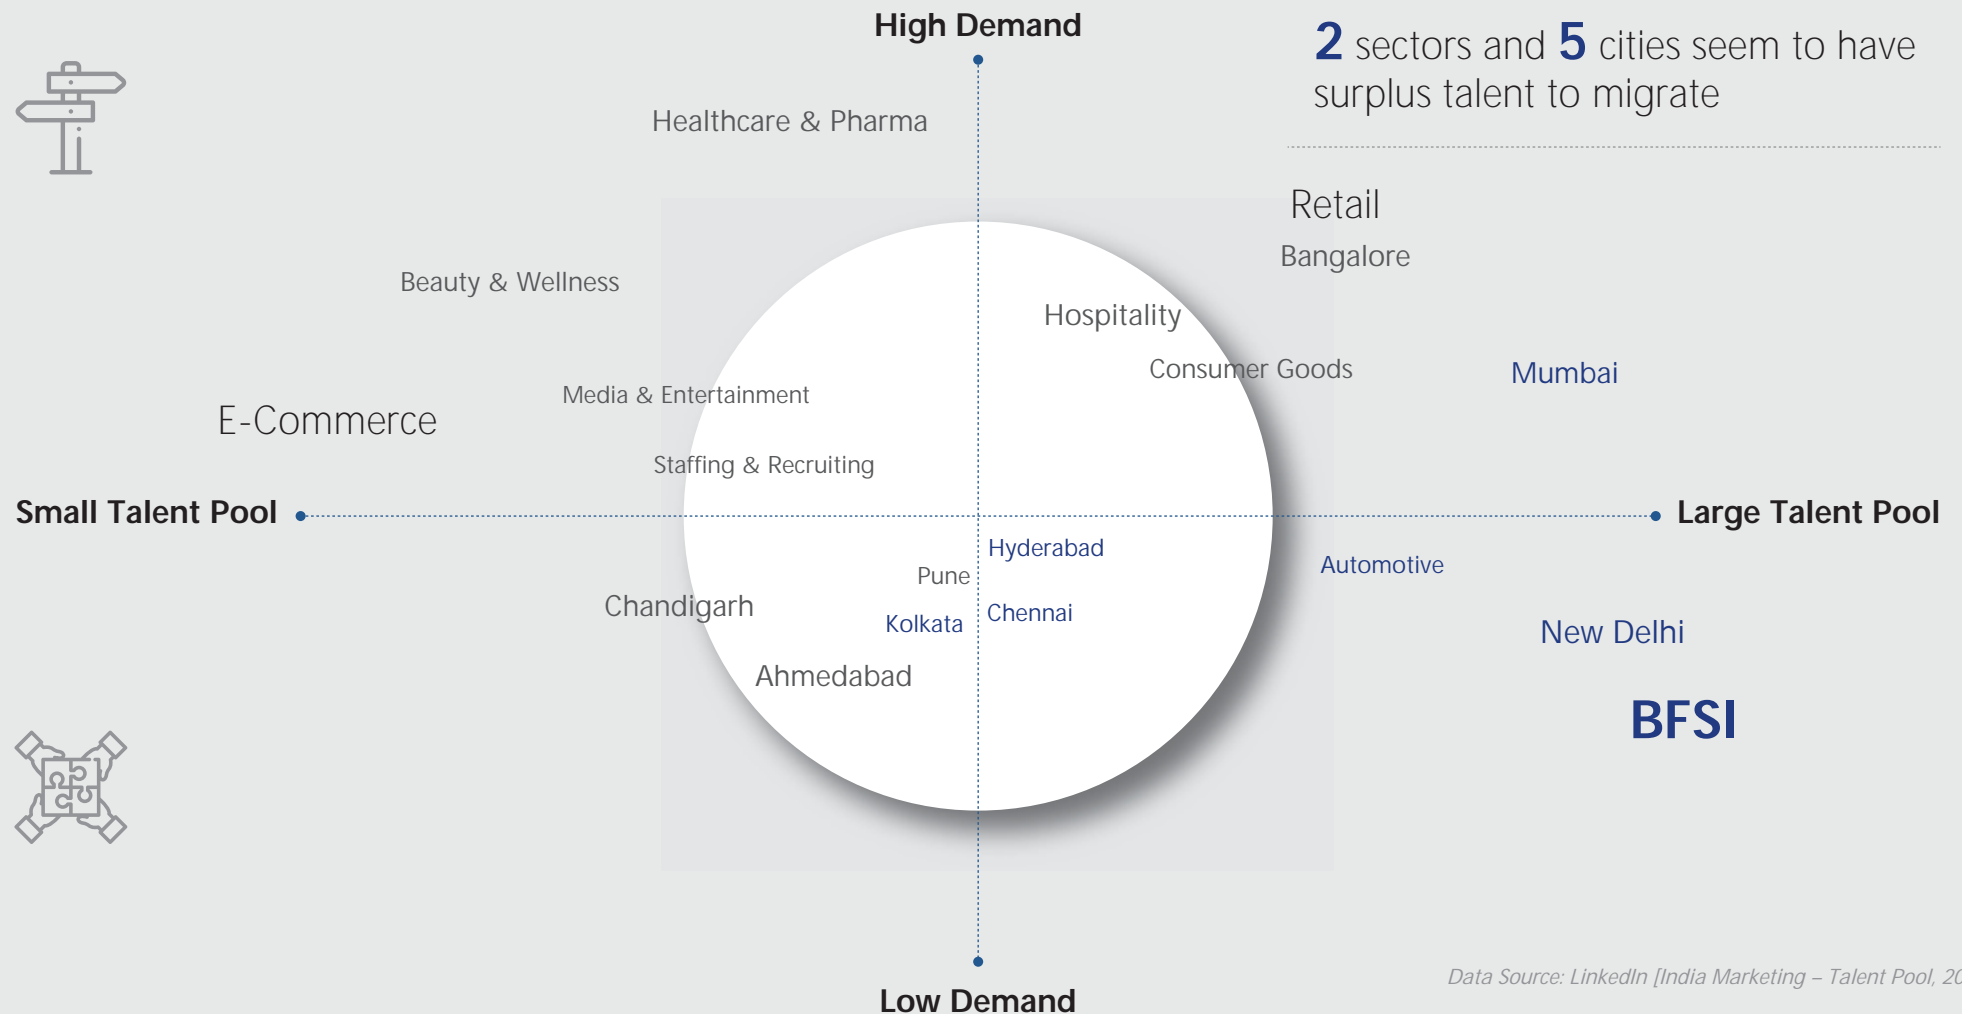 High Demand
2 sectors and 5 cities seem to have
surplus talent to migrate
Healthcare & Pharma
Retail
Bangalore
Beauty & Wellness
Hospitality
Consumer Goods
Mumbai
Media & Entertainment
E-Commerce
Staffing & Recruiting
Small Talent Pool
Large Talent Pool
Hyderabad
Automotive
Pune
Chandigarh
Chennai
Kolkata
New Delhi
Ahmedabad
BFSI
Data Source: LinkedIn [India Marketing – Talent Pool, 20
Low Demand